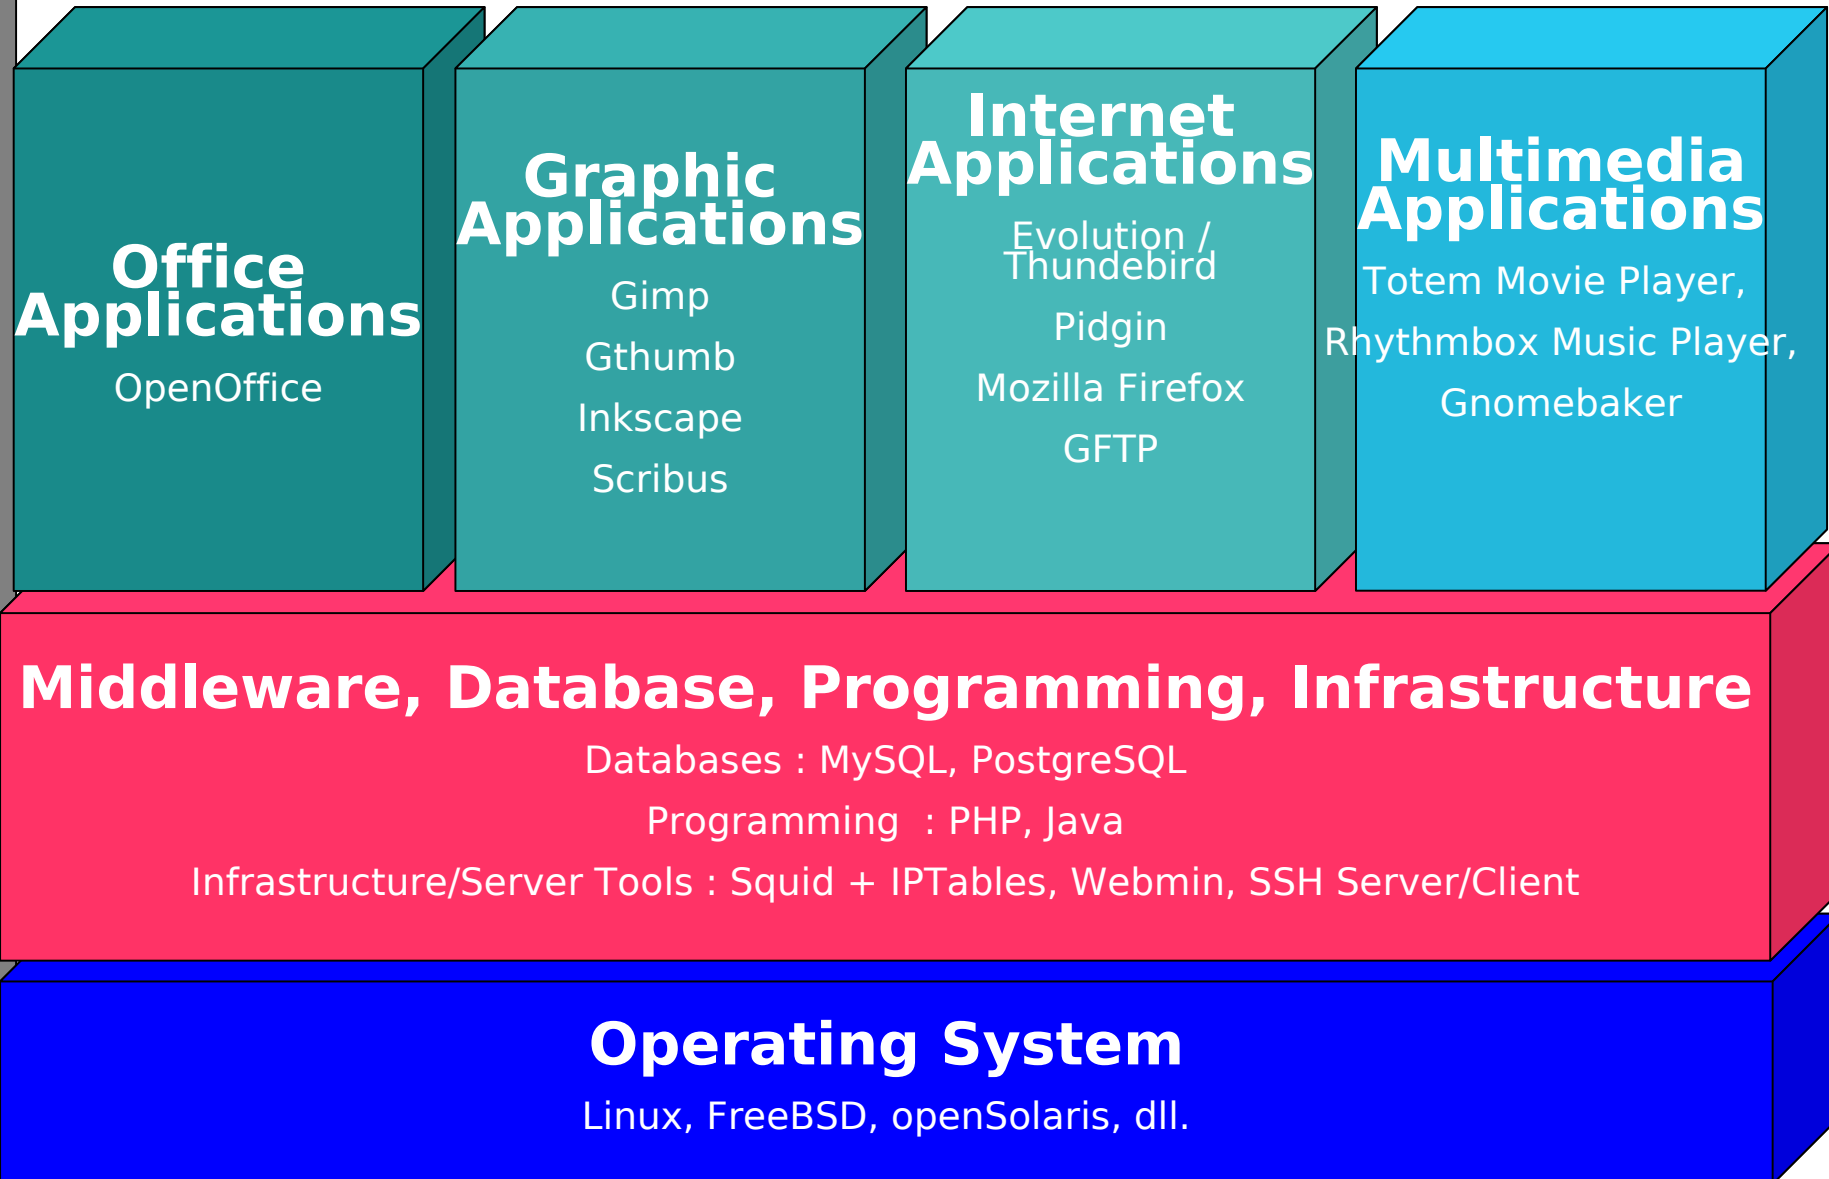 Office
Applications
OpenOffice
Graphic
Applications
Gimp
Gthumb
Inkscape
Scribus
Internet
Applications
Evolution /
Thundebird
Pidgin
Mozilla Firefox
GFTP
Multimedia
Applications
Totem Movie Player,
Rhythmbox Music Player,
Gnomebaker
Middleware, Database, Programming, Infrastructure
Databases : MySQL, PostgreSQL
Programming  : PHP, Java
Infrastructure/Server Tools : Squid + IPTables, Webmin, SSH Server/Client
Operating System
Linux, FreeBSD, openSolaris, dll.